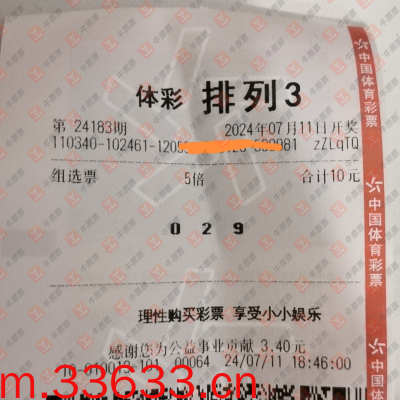 体彩 排列3
第 24183期 2024年07月11日开奖
110340-102461-1205 081 zZLqTQ
组选票 5倍 合计10元
0 2 9
理性购买彩票 享受小小娱乐
感谢您为公益事业贡献 3.40元
101 00064 24/07/11 18:46:00
m.33633.cn
中国体育彩票
中国体育彩票
中国体育彩票